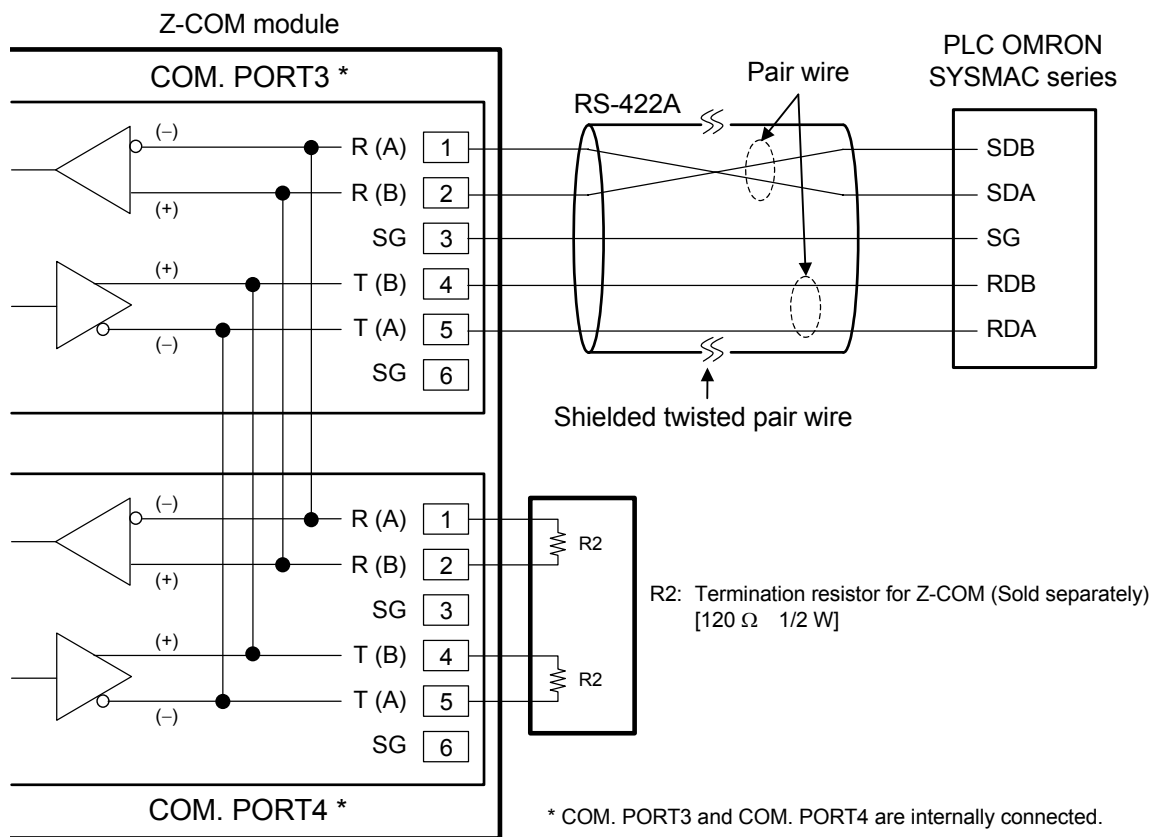 Z-COM module
COM. PORT3 *
(−)
R (A) 1
R (B) 2
(+)
SG 3
(+)
T (B) 4
T (A) 5
(−)
SG 6
RS-422A
Pair wire
Shielded twisted pair wire
PLC OMRON
SYSMAC series
SDB
SDA
SG
RDB
RDA
(−)
R (A) 1
R (B) 2
(+)
SG 3
(+)
T (B) 4
T (A) 5
(−)
SG 6
COM. PORT4 *
R2
R2
R2: Termination resistor for Z-COM (Sold separately)
[120 Ω 1/2 W]
* COM. PORT3 and COM. PORT4 are internally connected.